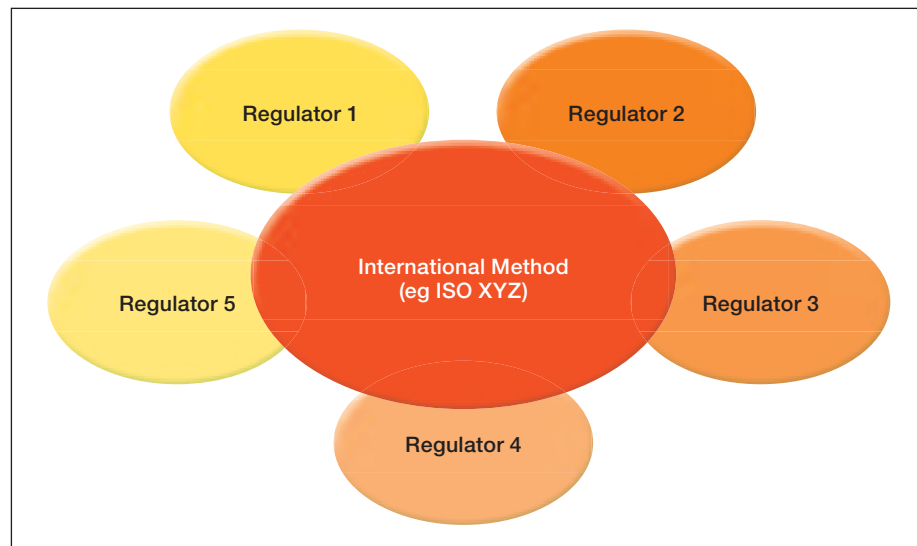 Regulator 1
Regulator 2
International Method
(eg ISO XYZ)
Regulator 5
Regulator 3
Regulator 4